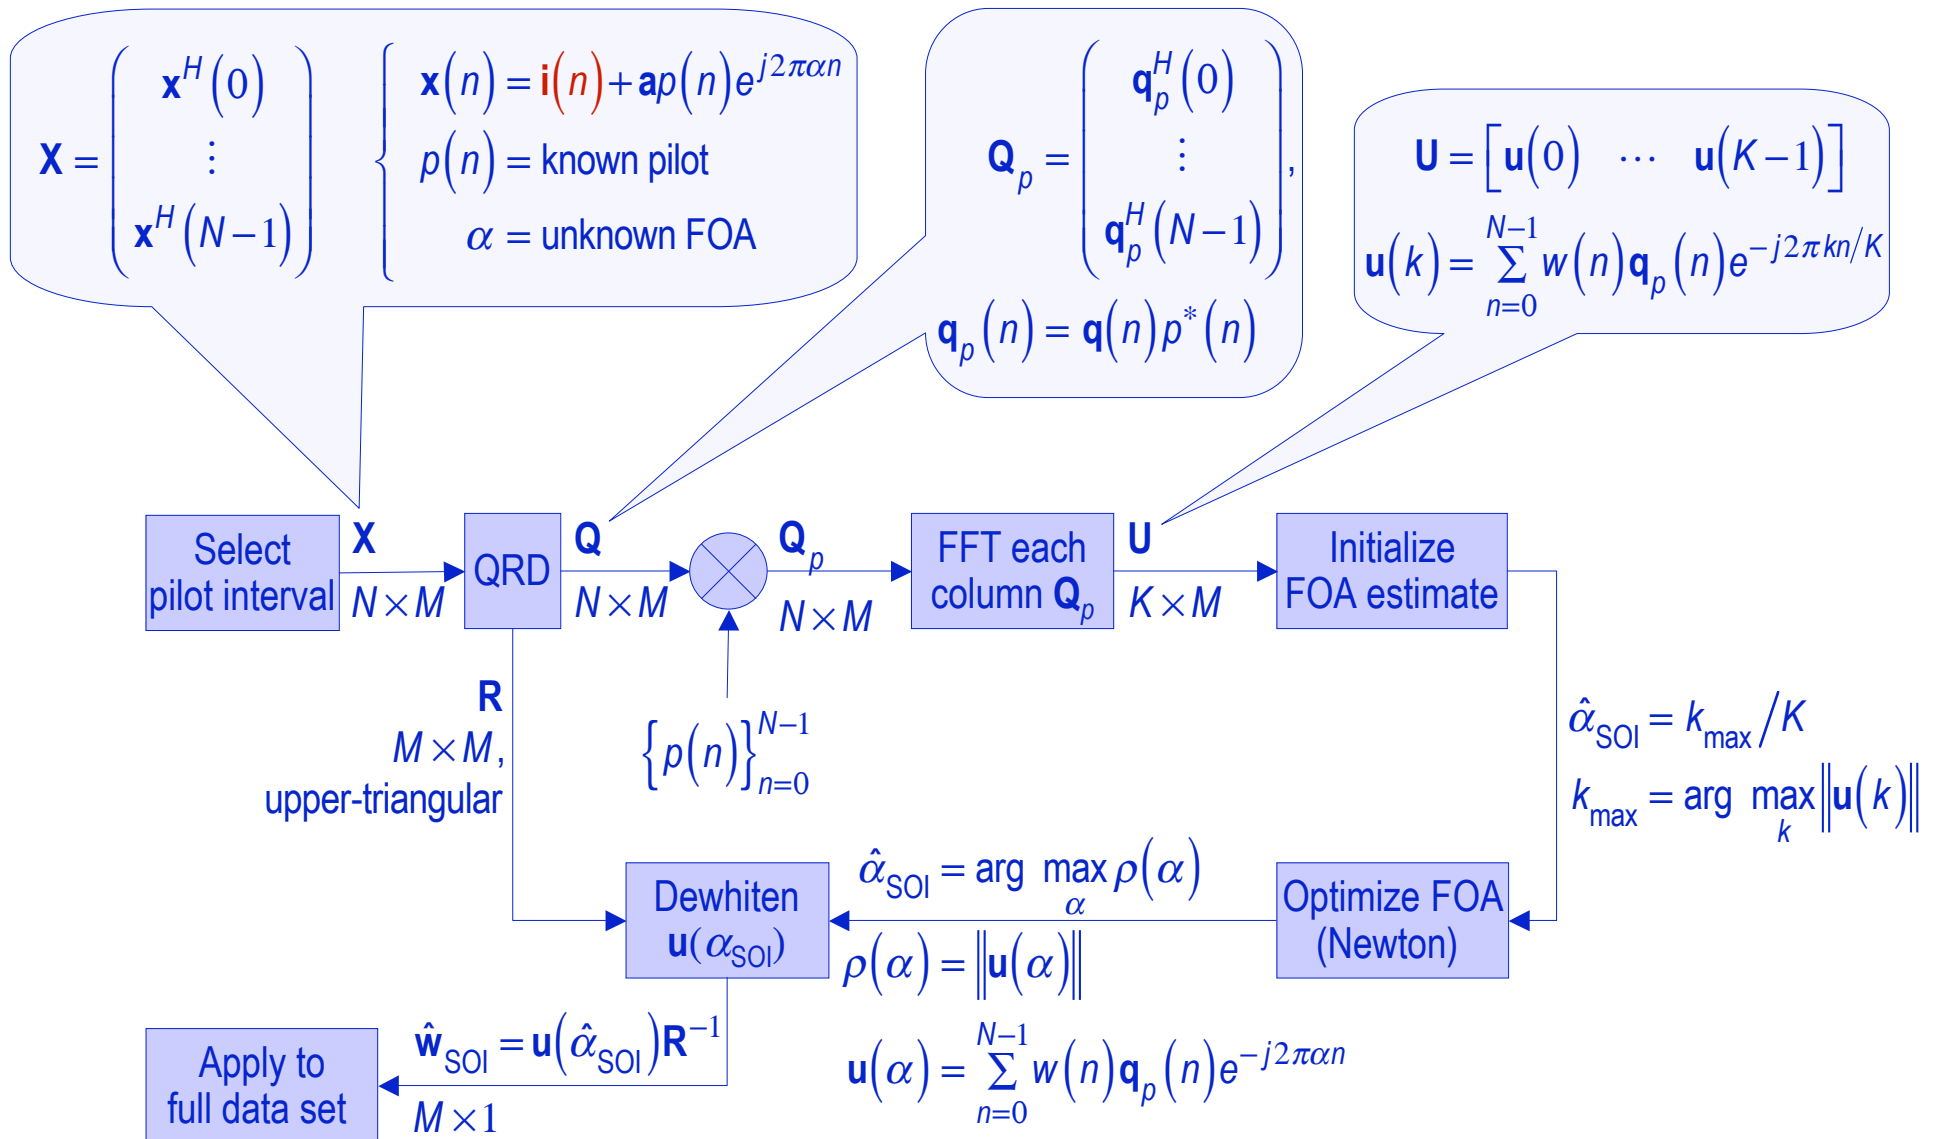 X = ( x^H(0) ⋮ x^H(N−1) )
{ x(n) = i(n) + ap(n)e^{j2παn}
p(n) = known pilot
α = unknown FOA
Q_p = ( q_p^H(0) ⋮ q_p^H(N−1) ),
q_p(n) = q(n)p*(n)
U = [u(0) ⋯ u(K−1)]
u(k) = ∑_{n=0}^{N−1} w(n)q_p(n)e^{−j2πkn/K}
Select
pilot interval
X
N×M
QRD
Q
N×M
Q_p
N×M
FFT each
column Q_p
U
K×M
Initialize
FOA estimate
R
M×M,
upper-triangular
{p(n)}_{n=0}^{N−1}
α̂_SOI = k_max/K
k_max = arg max_k ‖u(k)‖
Optimize FOA
(Newton)
α̂_SOI = arg max_α ρ(α)
ρ(α) = ‖u(α)‖
u(α) = ∑_{n=0}^{N−1} w(n)q_p(n)e^{−j2παn}
Dewhiten
u(α_SOI)
ŵ_SOI = u(α̂_SOI)R^{−1}
M×1
Apply to
full data set